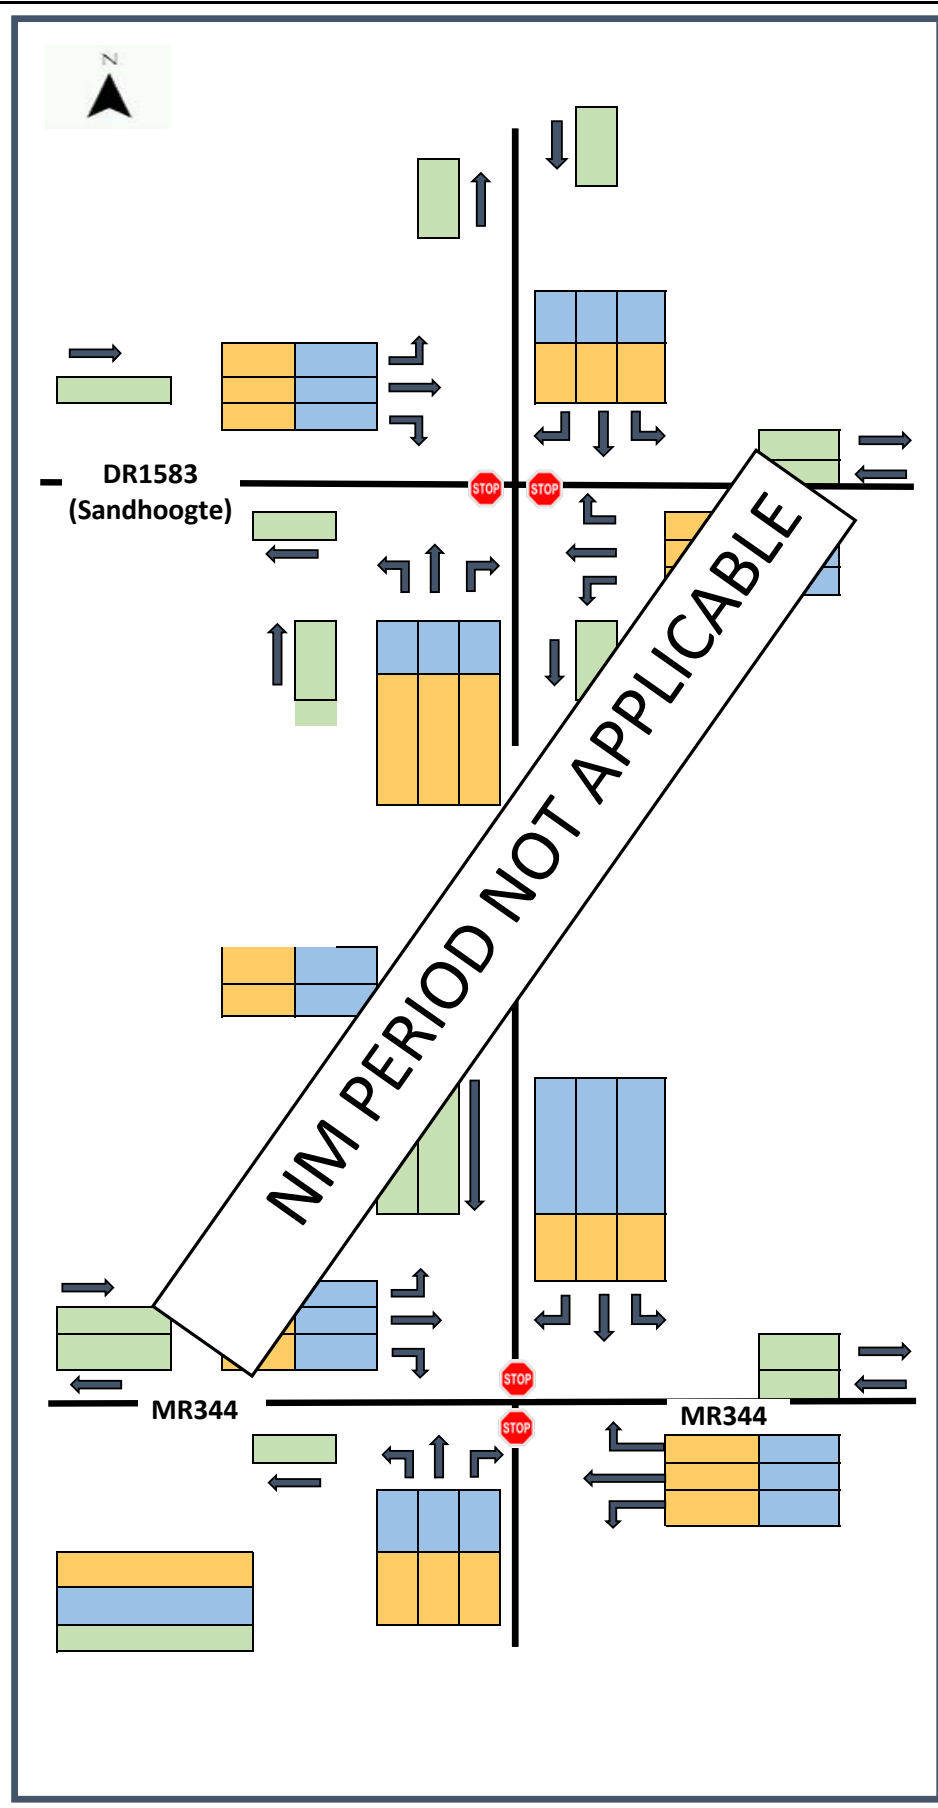 N
DR1583
(Sandhoogte)
STOP
STOP
NM PERIOD NOT APPLICABLE
STOP
MR344
MR344
STOP